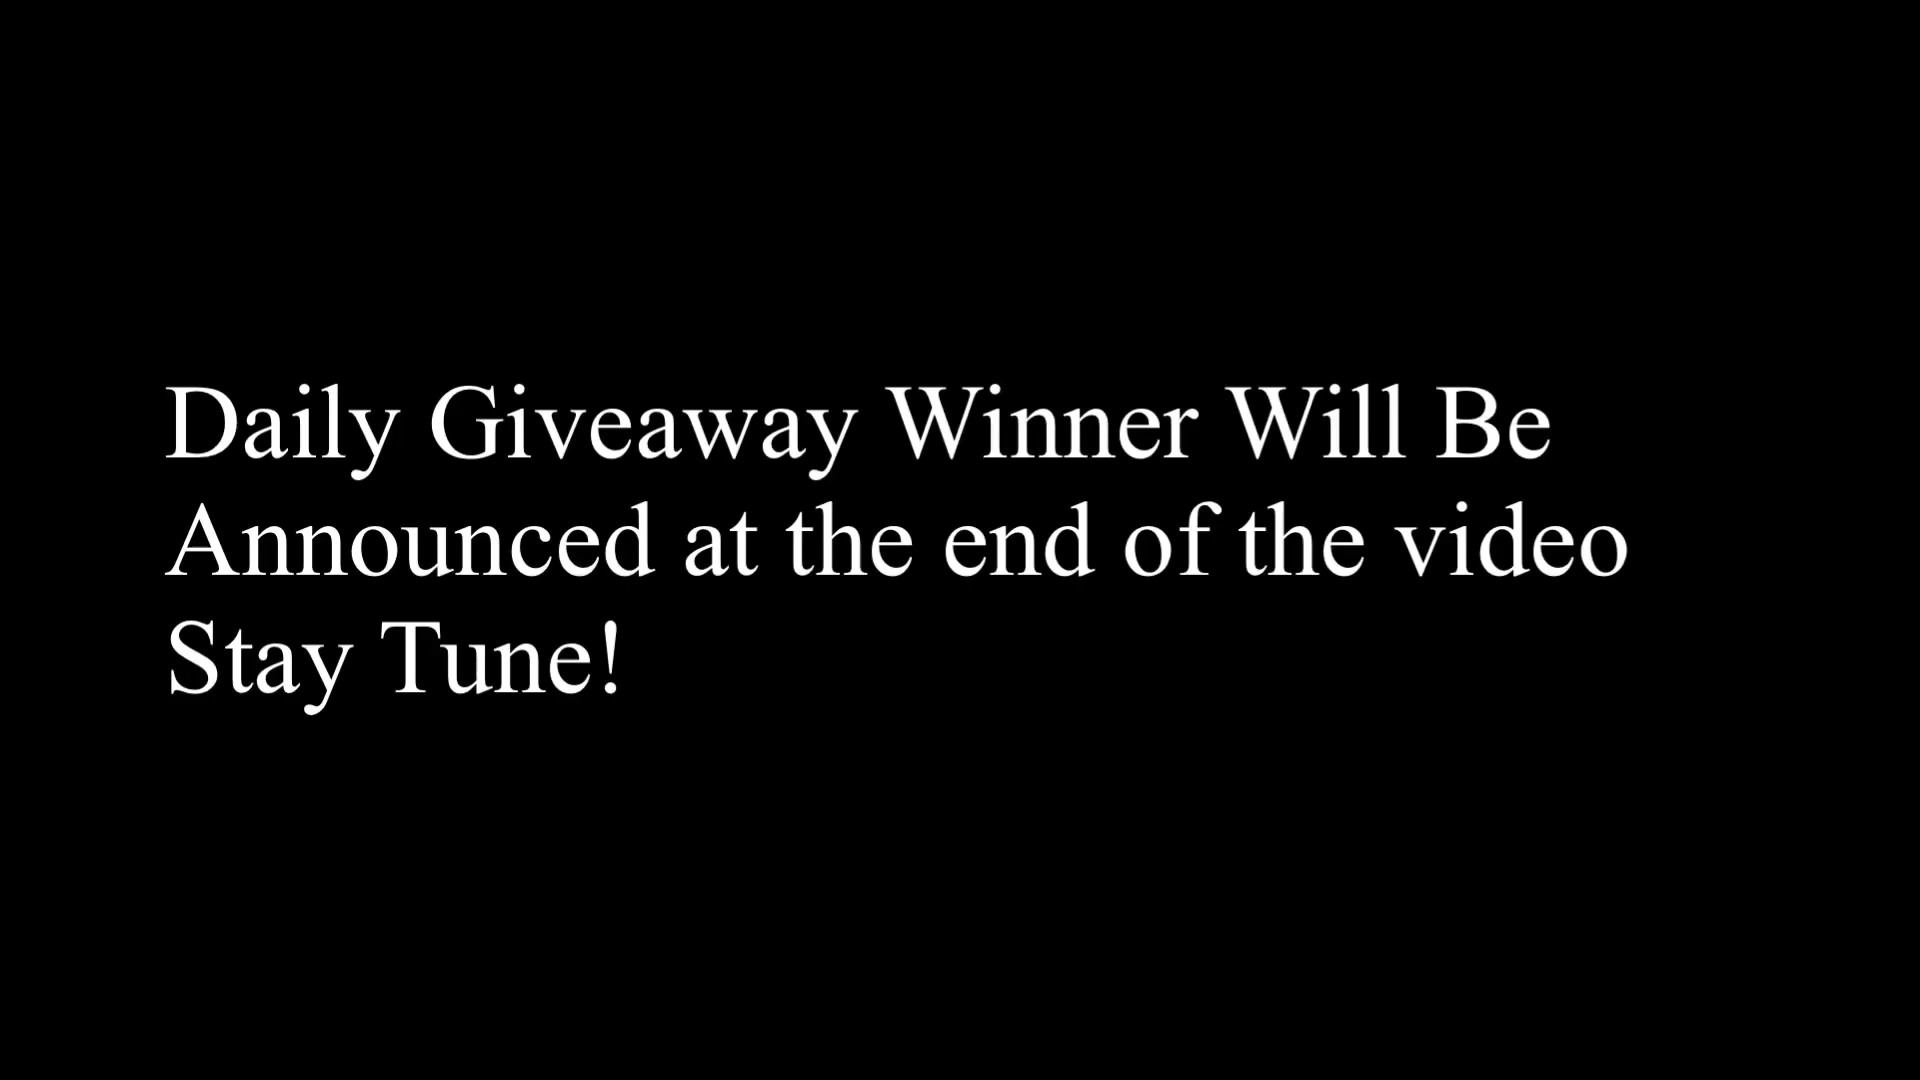 Daily Giveaway Winner Will Be
Announced at the end of the video
Stay Tune!